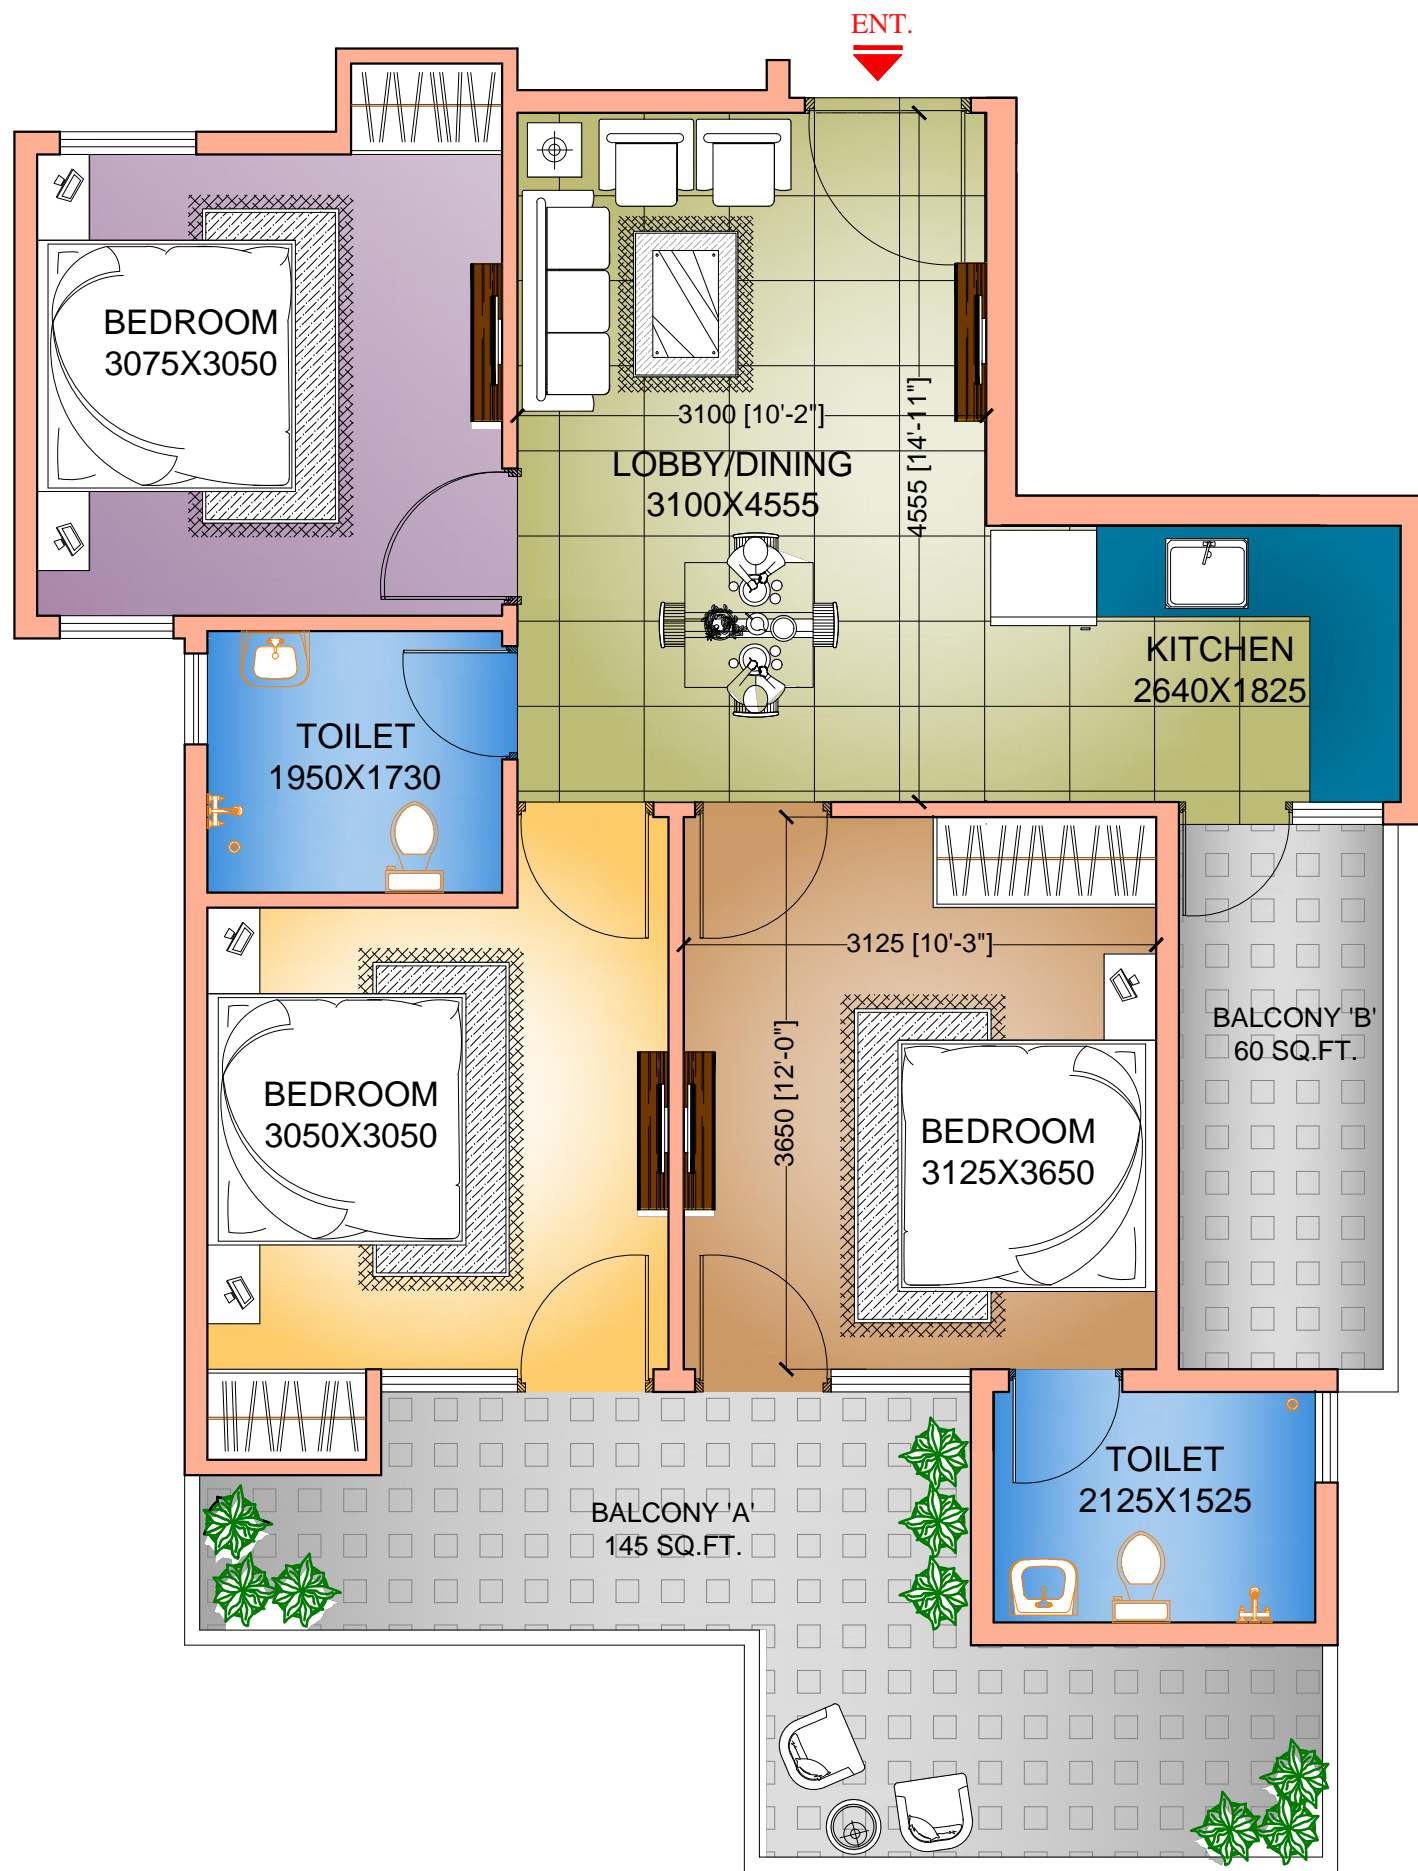 ENT.
BEDROOM
3075X3050
3100 [10'-2"]
4555 [14'-11"]
LOBBY/DINING
3100X4555
KITCHEN
2640X1825
TOILET
1950X1730
3125 [10'-3"]
3650 [12'-0"]
BALCONY 'B'
60 SQ.FT.
BEDROOM
3050X3050
BEDROOM
3125X3650
TOILET
2125X1525
BALCONY 'A'
145 SQ.FT.